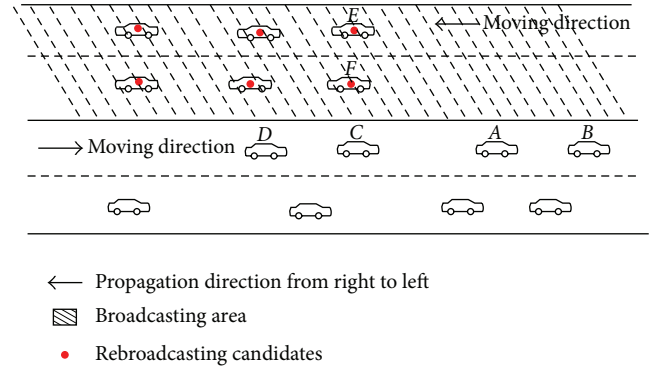 E
Moving direction
F
Moving direction
D
C
A
B
Propagation direction from right to left
Broadcasting area
Rebroadcasting candidates